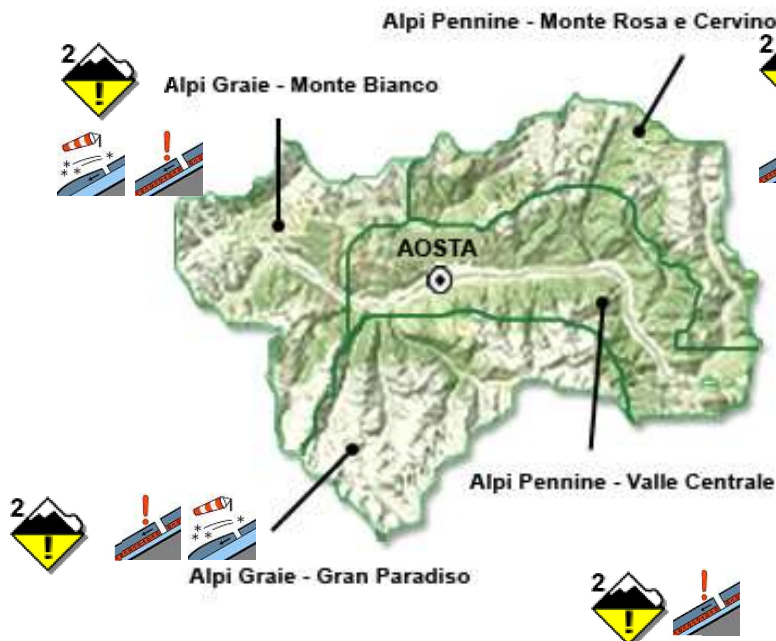 Alpi Pennine - Monte Rosa e Cervino
2
2
Alpi Graie - Monte Bianco
!
!
AOSTA
Alpi Pennine - Valle Centrale
2
!
!
Alpi Graie - Gran Paradiso
2
!
!